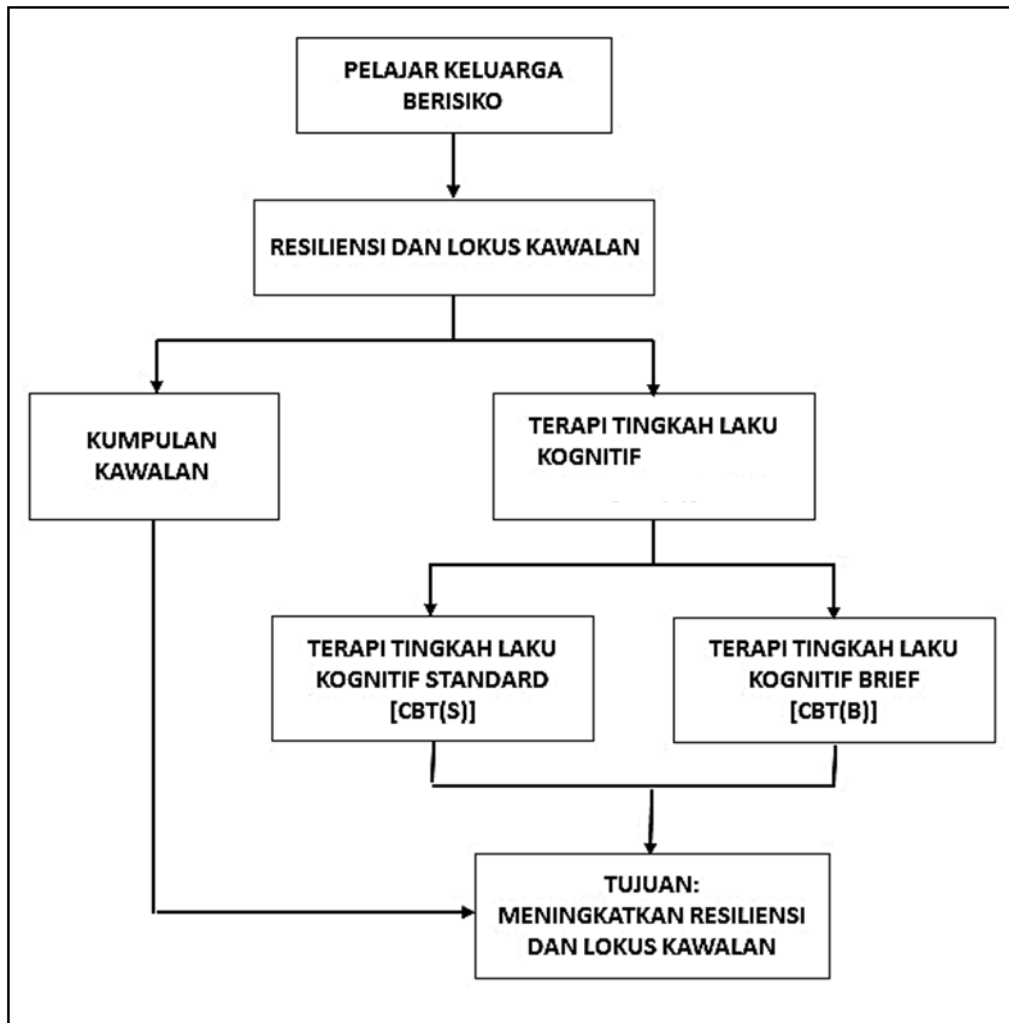 PELAJAR KELUARGA
BERISIKO
RESILIENSI DAN LOKUS KAWALAN
KUMPULAN
KAWALAN
TERAPI TINGKAH LAKU
KOGNITIF
TERAPI TINGKAH LAKU
KOGNITIF STANDARD
[CBT(S)]
TERAPI TINGKAH LAKU
KOGNITIF BRIEF
[CBT(B)]
TUJUAN:
MENINGKATKAN RESILIENSI
DAN LOKUS KAWALAN